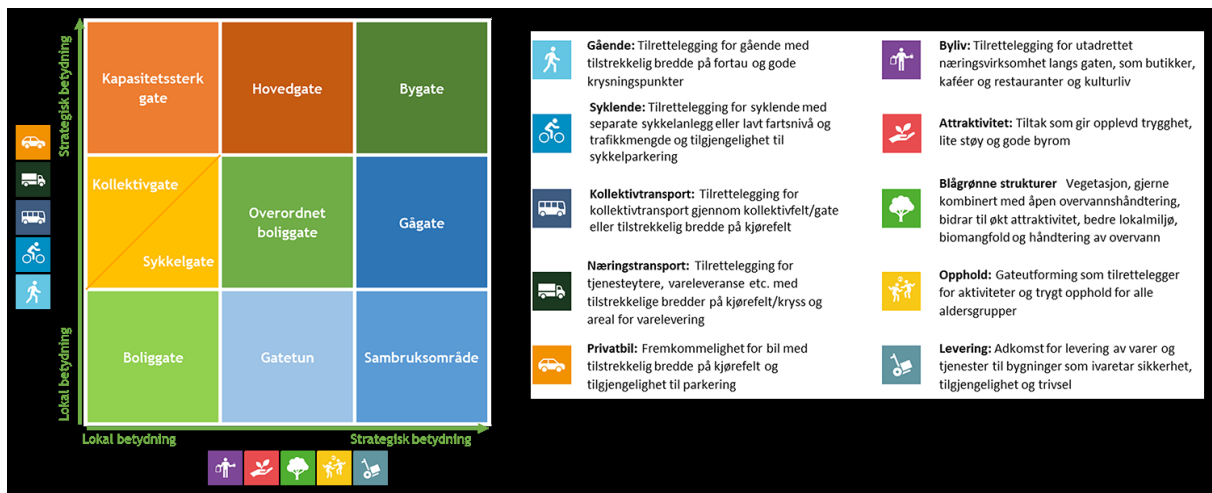 Strategisk betydning
Lokal betydning
Kapasitetssterk
gate
Hovedgate
Bygate
Kollektivgate
Sykkelgate
Overordnet
boliggate
Gågate
Boliggate
Gatetun
Sambruksområde
Lokal betydning
Strategisk betydning
Gående: Tilrettelegging for gående med
tilstrekkelig bredde på fortau og gode
krysningspunkter
Syklende: Tilrettelegging for syklende med
separate sykkelanlegg eller lavt fartsnivå og
trafikkmengde og tilgjengelighet til
sykkelparkering
Kollektivtransport: Tilrettelegging for
kollektivtransport gjennom kollektivfelt/gate
eller tilstrekkelig bredde på kjørefelt
Næringstransport: Tilrettelegging for
tjenesteytere, vareleveranse etc. med
tilstrekkelige bredder på kjørefelt/kryss og
areal for varelevering
Privatbil: Fremkommelighet for bil med
tilstrekkelig bredde på kjørefelt og
tilgjengelighet til parkering
Byliv: Tilrettelegging for utadrettet
næringsvirksomhet langs gaten, som butikker,
kaféer og restauranter og kulturliv
Attraktivitet: Tiltak som gir opplevd trygghet,
lite støy og gode byrom
Blågrønne strukturer Vegetasjon, gjerne
kombinert med åpen overvannshåndtering,
bidrar til økt attraktivitet, bedre lokalmiljø,
biomangfold og håndtering av overvann
Opphold: Gateutforming som tilrettelegger
for aktiviteter og trygt opphold for alle
aldersgrupper
Levering: Adkomst for levering av varer og
tjenester til bygninger som ivaretar sikkerhet,
tilgjengelighet og trivsel